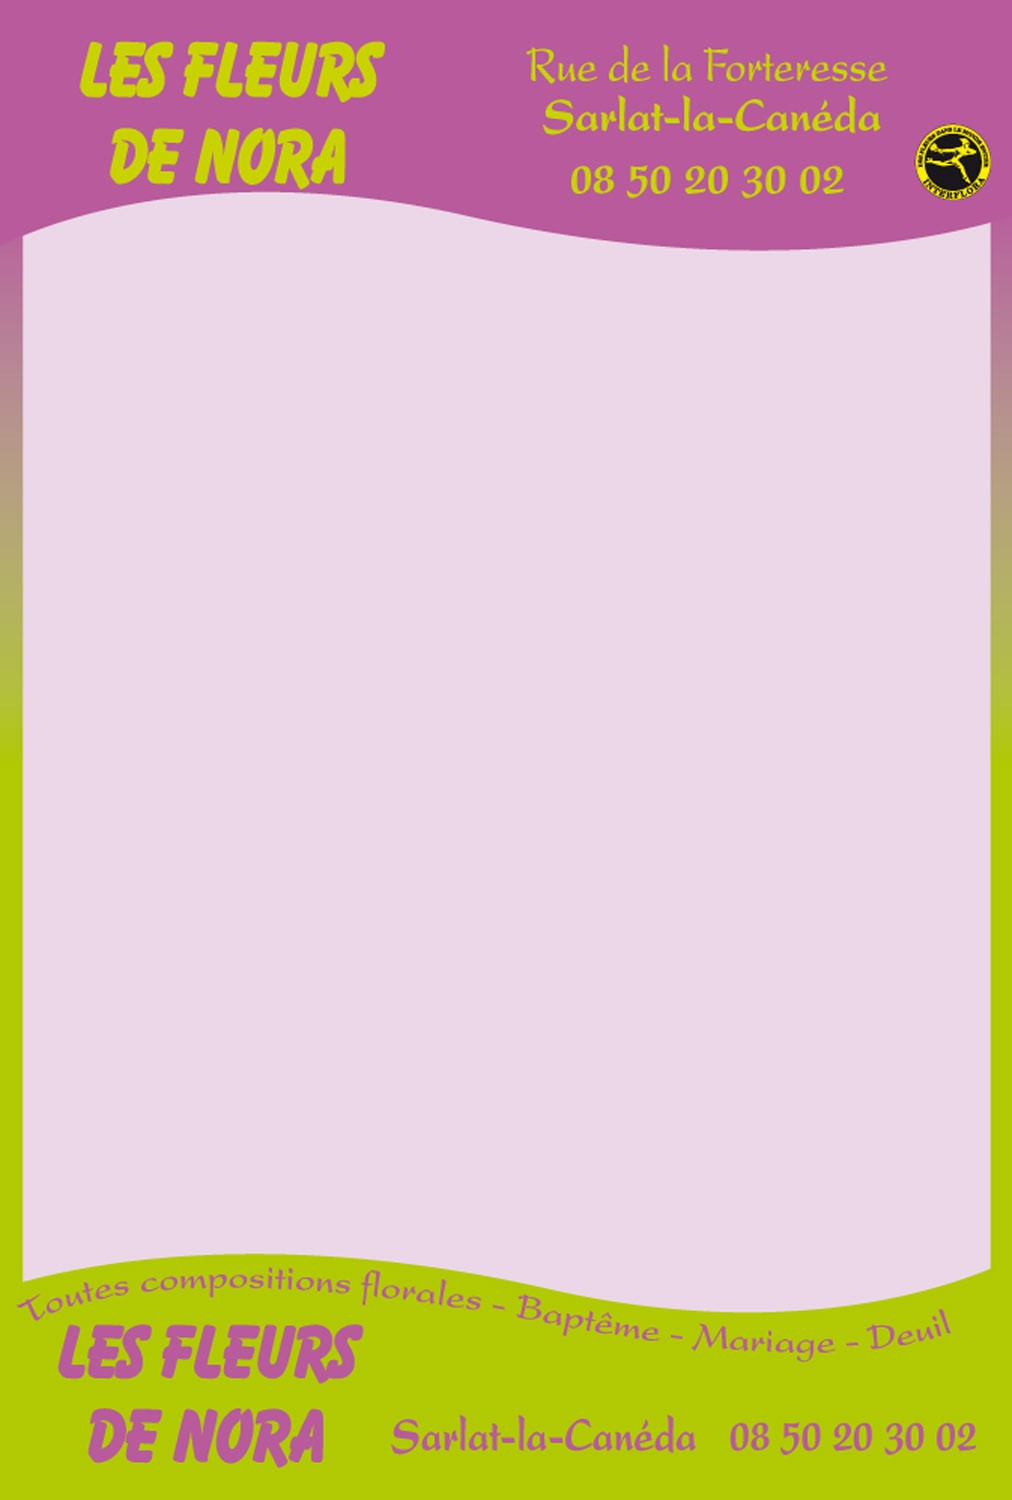 LES FLEURS
DE NORA
Rue de la Forteresse
Sarlat-la-Canéda
08 50 20 30 02
INTERFLORA
Toutes compositions florales - Baptême - Mariage - Deuil
LES FLEURS
DE NORA
Sarlat-la-Canéda 08 50 20 30 02